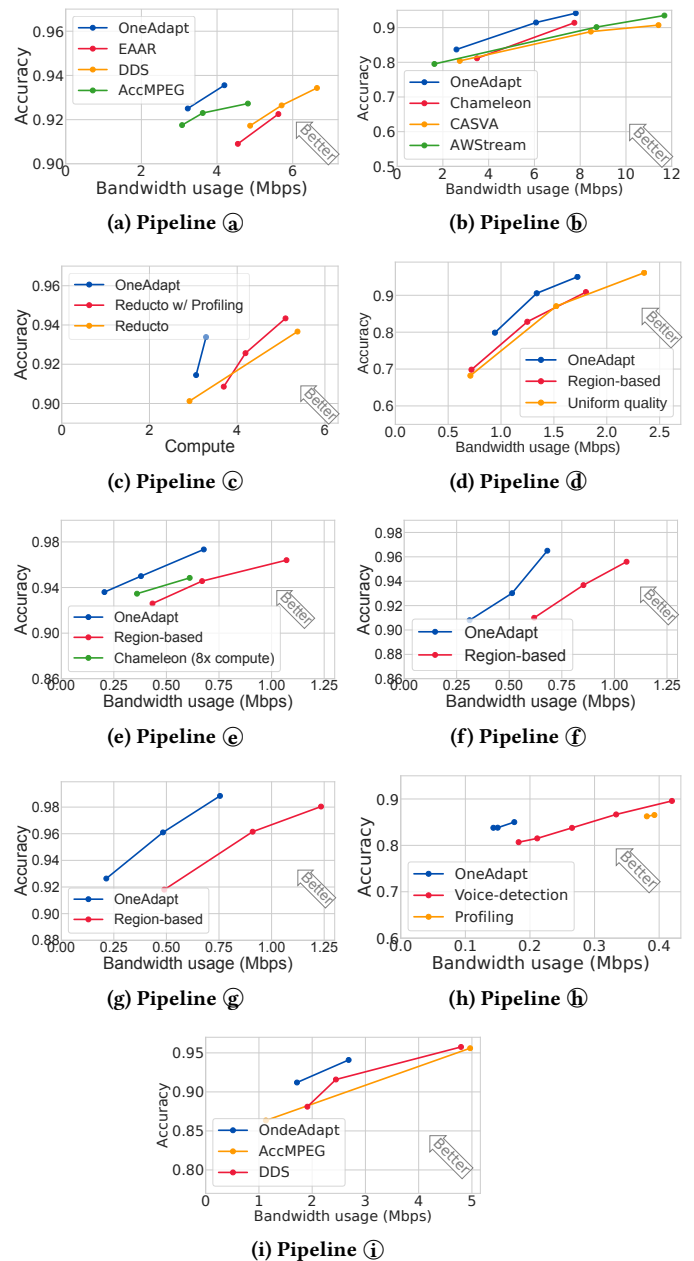 0.96
0.94
0.92
0.90
Accuracy
OneAdapt
EAAR
DDS
AccMPEG
Better
0 2 4 6
Bandwidth usage (Mbps)
(a) Pipeline ⓐ
0.9
0.8
0.7
0.6
0.5
Accuracy
OneAdapt
Chameleon
CASVA
AWStream
Better
0 2 4 6 8 10 12
Bandwidth usage (Mbps)
(b) Pipeline ⓑ
0.96
0.94
0.92
0.90
Accuracy
OneAdapt
Reducto w/ Profiling
Reducto
Better
0 2 4 6
Compute
(c) Pipeline ⓒ
0.9
0.8
0.7
0.6
Accuracy
OneAdapt
Region-based
Uniform quality
Better
0.0 0.5 1.0 1.5 2.0 2.5
Bandwidth usage (Mbps)
(d) Pipeline ⓓ
0.98
0.94
0.90
0.86
Accuracy
OneAdapt
Region-based
Chameleon (8x compute)
Better
0.00 0.25 0.50 0.75 1.00 1.25
Bandwidth usage (Mbps)
(e) Pipeline ⓔ
0.98
0.96
0.94
0.92
0.90
0.88
0.86
Accuracy
OneAdapt
Region-based
Better
0.00 0.25 0.50 0.75 1.00 1.25
Bandwidth usage (Mbps)
(f) Pipeline ⓕ
0.98
0.96
0.94
0.92
0.90
0.88
Accuracy
OneAdapt
Region-based
Better
0.00 0.25 0.50 0.75 1.00 1.25
Bandwidth usage (Mbps)
(g) Pipeline ⓖ
0.9
0.8
0.7
0.6
Accuracy
OneAdapt
Voice-detection
Profiling
Better
0.0 0.1 0.2 0.3 0.4
Bandwidth usage (Mbps)
(h) Pipeline ⓗ
0.95
0.90
0.85
0.80
Accuracy
OndeAdapt
AccMPEG
DDS
Better
0 1 2 3 4 5
Bandwidth usage (Mbps)
(i) Pipeline ⓘ